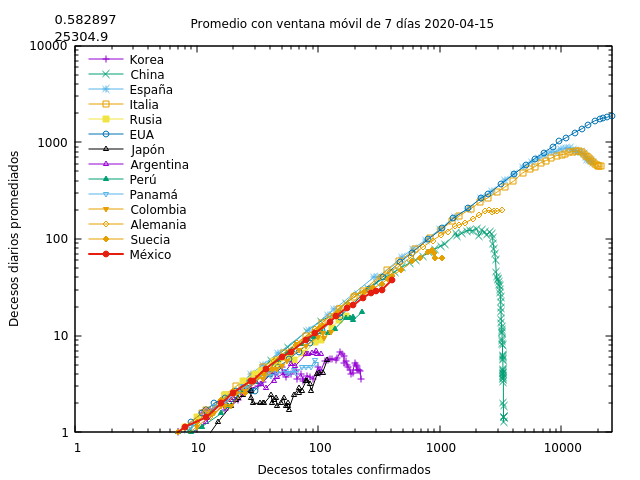 0.582897
25304.9
Promedio con ventana móvil de 7 días 2020-04-15
10000
1000
100
10
1
Decesos diarios promediados
Korea
China
España
Italia
Rusia
EUA
Japón
Argentina
Perú
Panamá
Colombia
Alemania
Suecia
México
1 10 100 1000 10000
Decesos totales confirmados